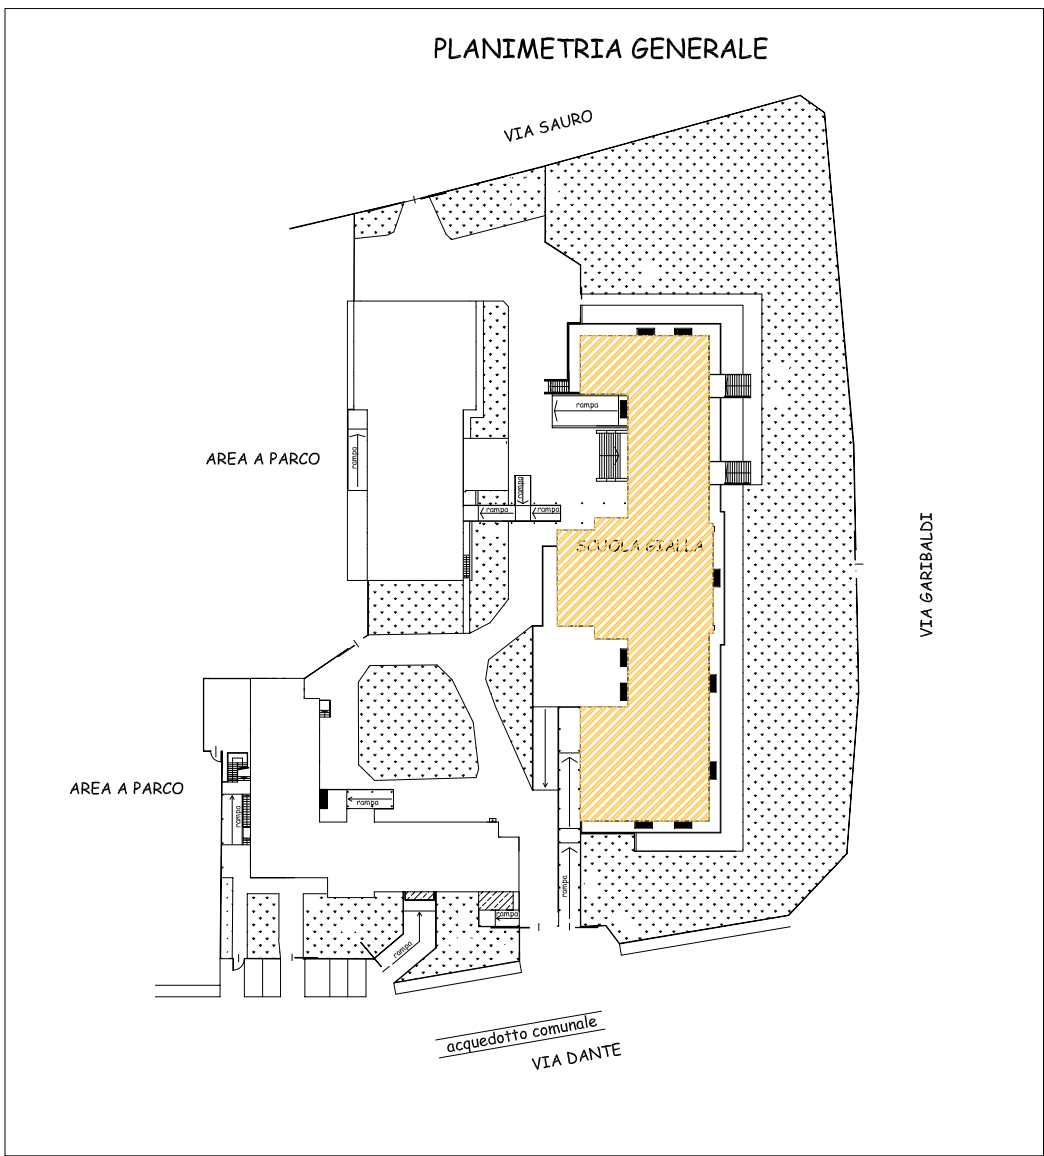 PLANIMETRIA GENERALE
VIA SAURO
rampa
AREA A PARCO
rampa
rampa
rampa
rampa
SCUOLA GIALLA
VIA GARIBALDI
AREA A PARCO
rampa
rampa
rampa
rampa
rampa
acquedotto comunale
VIA DANTE